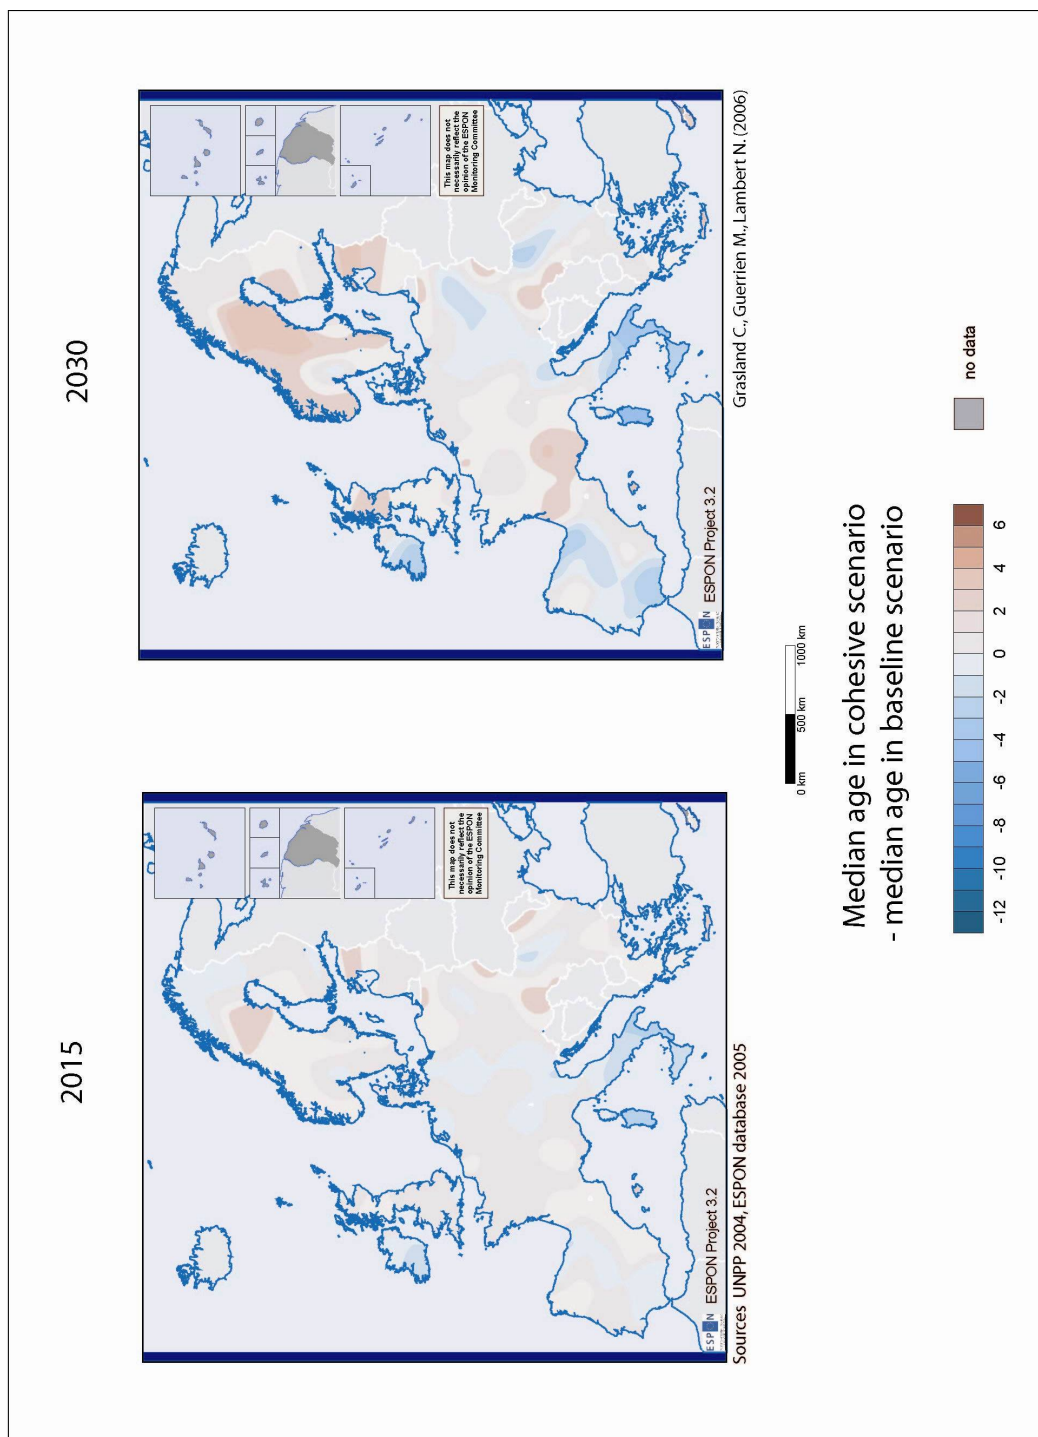 2015
2030
This map does not
necessarily reflect the
opinion of the ESPON
Monitoring Committee
This map does not
necessarily reflect the
opinion of the ESPON
Monitoring Committee
ESPON
ESPON Project 3.2
ESPON
ESPON Project 3.2
Sources UNPP 2004, ESPON database 2005
Grasland C., Guerrien M., Lambert N. (2006)
0 km
500 km
1000 km
Median age in cohesive scenario
- median age in baseline scenario
-12
-10
-8
-6
-4
-2
0
2
4
6
no data